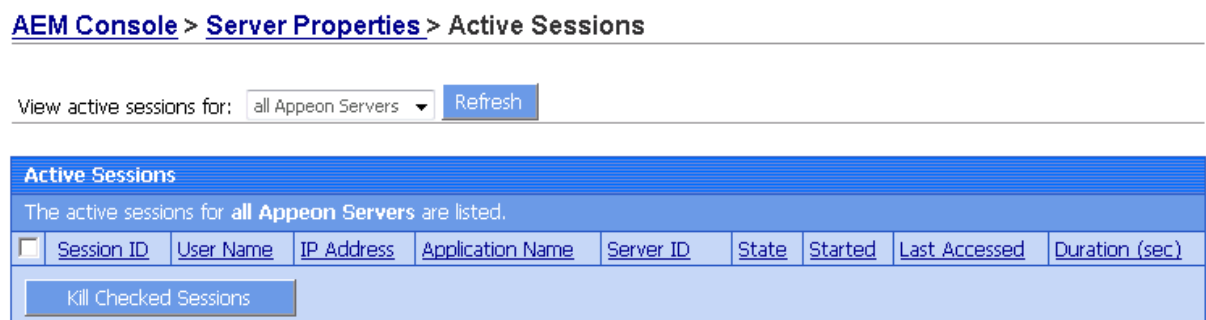 AEM Console > Server Properties > Active Sessions
View active sessions for: all Appeon Servers Refresh
Active Sessions
The active sessions for all Appeon Servers are listed.
Session ID User Name IP Address Application Name Server ID State Started Last Accessed Duration (sec)
Kill Checked Sessions